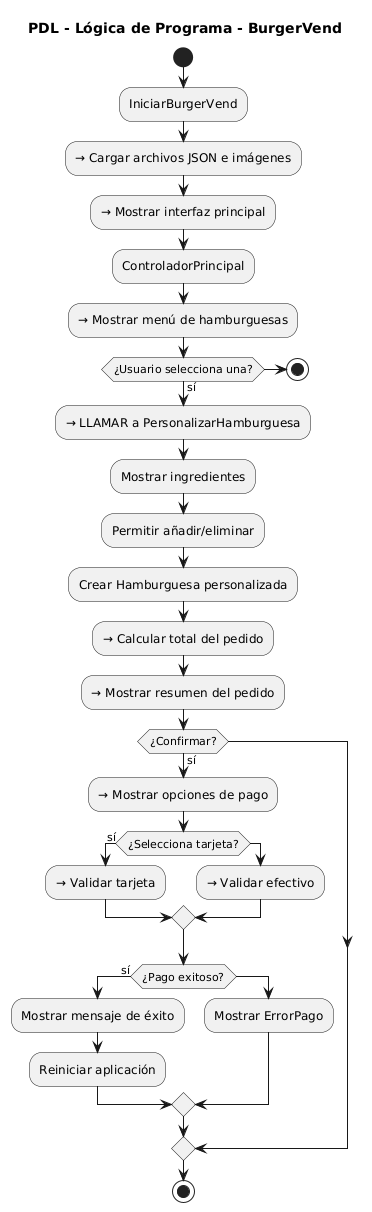 PDL - Lógica de Programa - BurgerVend
IniciarBurgerVend
→ Cargar archivos JSON e imágenes
→ Mostrar interfaz principal
ControladorPrincipal
→ Mostrar menú de hamburguesas
¿Usuario selecciona una?
sí
→ LLAMAR a PersonalizarHamburguesa
Mostrar ingredientes
Permitir añadir/eliminar
Crear Hamburguesa personalizada
→ Calcular total del pedido
→ Mostrar resumen del pedido
¿Confirmar?
sí
→ Mostrar opciones de pago
sí
¿Selecciona tarjeta?
→ Validar tarjeta
→ Validar efectivo
sí
¿Pago exitoso?
Mostrar mensaje de éxito
Mostrar ErrorPago
Reiniciar aplicación